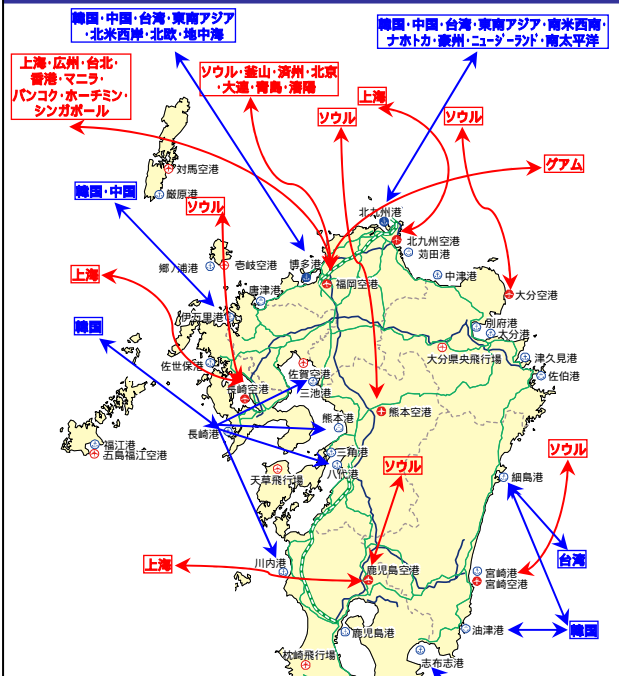 韓国・中国・台湾・東南アジア
・北米西岸・北欧・地中海
韓国・中国・台湾・東南アジア・南米西南・
ナホトカ・豪州・ニュージーランド・南太平洋
上海・広州・台北・
香港・マニラ・
バンコク・ホーチミン・
シンガポール
ソウル・釜山・済州・北京
・大連・青島・瀋陽
ソウル
上海
ソウル
グアム
対馬空港
厳原港
韓国・中国
ソウル
北九州港
北九州空港
苅田港
郷ノ浦港
壱岐空港
博多港
福岡空港
中津港
上海
唐津港
大分空港
伊万里港
韓国
別府港
大分港
大分県央飛行場
津久見港
佐世保港
佐賀空港
佐伯港
長崎空港
三池港
熊本港
熊本空港
長崎港
福江港
五島福江空港
三角港
ソウル
ソウル
天草飛行場
八代港
細島港
上海
川内港
台湾
鹿児島空港
宮崎港
宮崎空港
鹿児島港
油津港
韓国
枕崎飛行場
志布志港